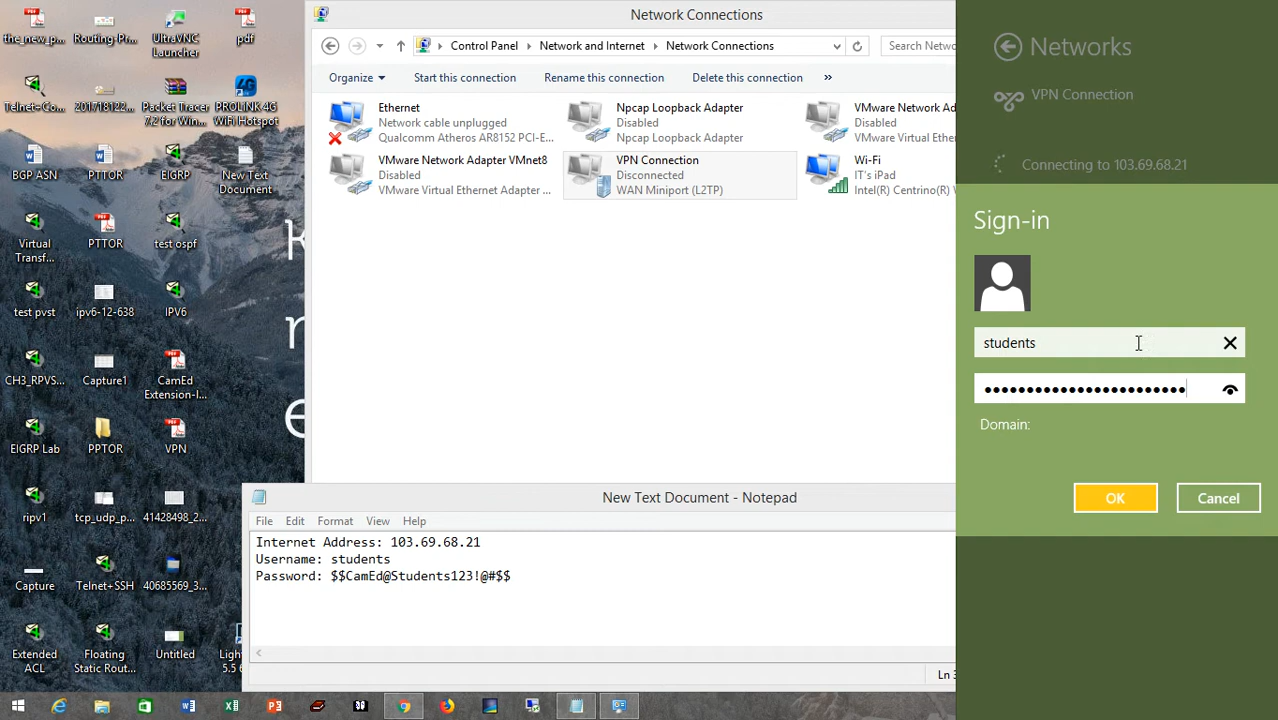 the_new_p...
Routing-Pr...
UltraVNC
Launcher
pdf
Telnet+Co...
201718122...
Packet Tracer
7.2 for Win...
PROLiNK 4G
WiFi Hotspot
BGP ASN
PTTOR
EIGRP
New Text
Document
Virtual
Transf...
PTTOR
test ospf
test pvst
ipv6-12-638
IPV6
CH3_RPVS...
Capture1
CamEd
Extension-I...
EIGRP Lab
PPTOR
VPN
ripv1
tcp_udp_p...
41428498_2...
Capture
Telnet+SSH
40685569_3...
Extended
ACL
Floating
Static Rout...
Untitled
Network Connections
Control Panel
Network and Internet
Network Connections
Organize
Start this connection
Rename this connection
Delete this connection
»
Ethernet
Network cable unplugged
Qualcomm Atheros AR8152 PCI-E...
Npcap Loopback Adapter
Disabled
Npcap Loopback Adapter
VMware Network Ad
Disabled
VMware Virtual Ethern
VMware Network Adapter VMnet8
Disabled
VMware Virtual Ethernet Adapter ...
VPN Connection
Disconnected
WAN Miniport (L2TP)
Wi-Fi
IT's iPad
Intel(R) Centrino(R) W
New Text Document - Notepad
File Edit Format View Help
Internet Address: 103.69.68.21
Username: students
Password: $$CamEd@Students123!@#$$
Networks
VPN Connection
Connecting to 103.69.68.21
Sign-in
students
Domain:
OK
Cancel